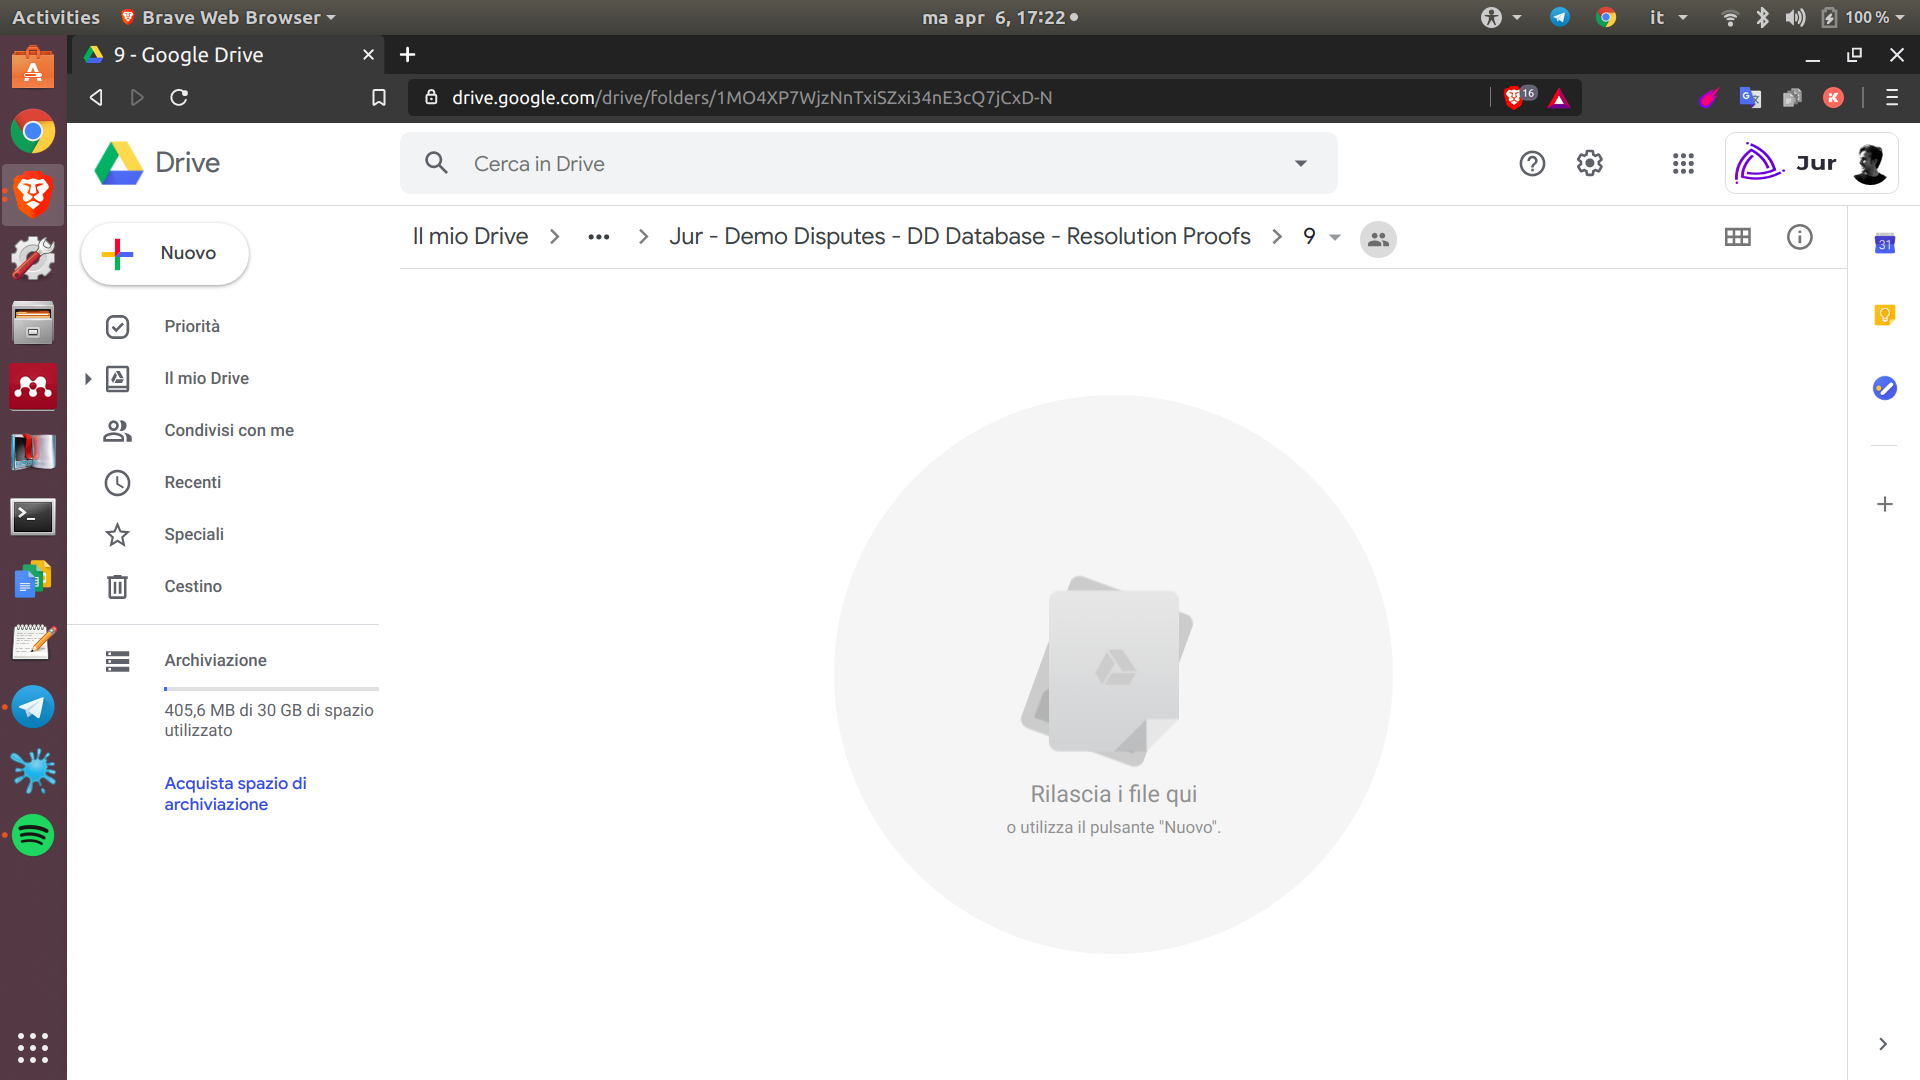 Activities
Brave Web Browser
ma apr 6, 17:22
it
100 %
9 - Google Drive
drive.google.com/drive/folders/1MO4XP7WjzNnTxiSZxi34nE3cQ7jCxD-N
16
Drive
Cerca in Drive
Jur
Nuovo
Il mio Drive
Jur - Demo Disputes - DD Database - Resolution Proofs
9
31
Priorità
Il mio Drive
Condivisi con me
Recenti
Speciali
Cestino
Archiviazione
405,6 MB di 30 GB di spazio
utilizzato
Acquista spazio di
archiviazione
Rilascia i file qui
o utilizza il pulsante "Nuovo".